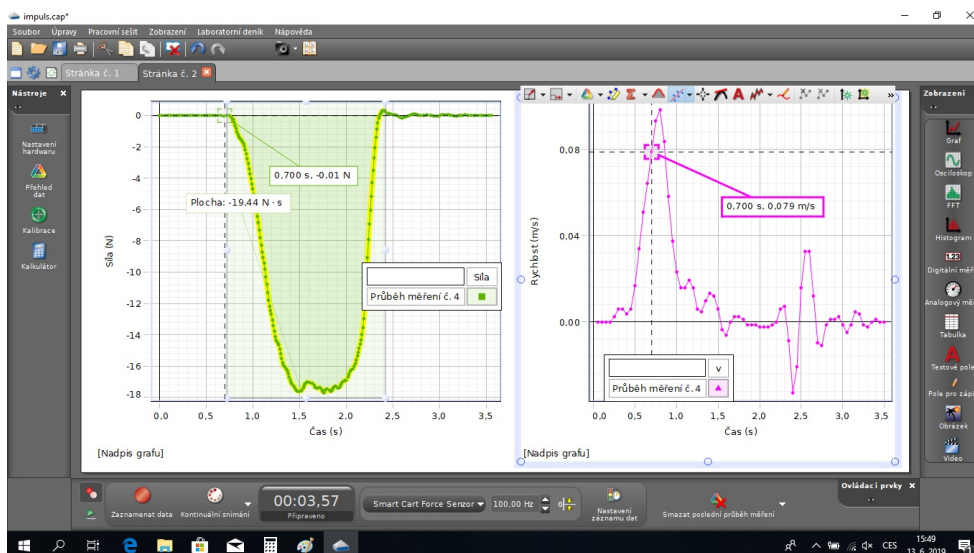 impuls.cap*
Soubor Úpravy Pracovní sešit Zobrazení Laboratorní deník Nápověda
Stránka č. 1 Stránka č. 2
Nástroje
Nastavení
hardwaru
Přehled
dat
Kalibrace
Kalkulátor
Síla (N)
0
-2
-4
-6
-8
-10
-12
-14
-16
-18
0,700 s, -0,01 N
Plocha: -19,44 N · s
Síla
Průběh měření č. 4
0,0 0,5 1,0 1,5 2,0 2,5 3,0 3,5
Čas (s)
[Nadpis grafu]
Rychlost (m/s)
0,08
0,04
0,00
0,700 s, 0,079 m/s
v
Průběh měření č. 4
0,0 0,5 1,0 1,5 2,0 2,5 3,0 3,5
Čas (s)
[Nadpis grafu]
Zobrazení
Graf
Osciloskop
FFT
Histogram
Digitální měř
Analogový mě
Tabulka
Textové pole
Pole pro zápi
Obrázek
Video
Zaznamenat data
Kontinuální snímání
00:03,57
Připraveno
Smart Cart Force Senzor
100,00 Hz
Nastavení
záznamu dat
Smazat poslední průběh měření
Ovládací prvky
CES
15:49
13. 6. 2019